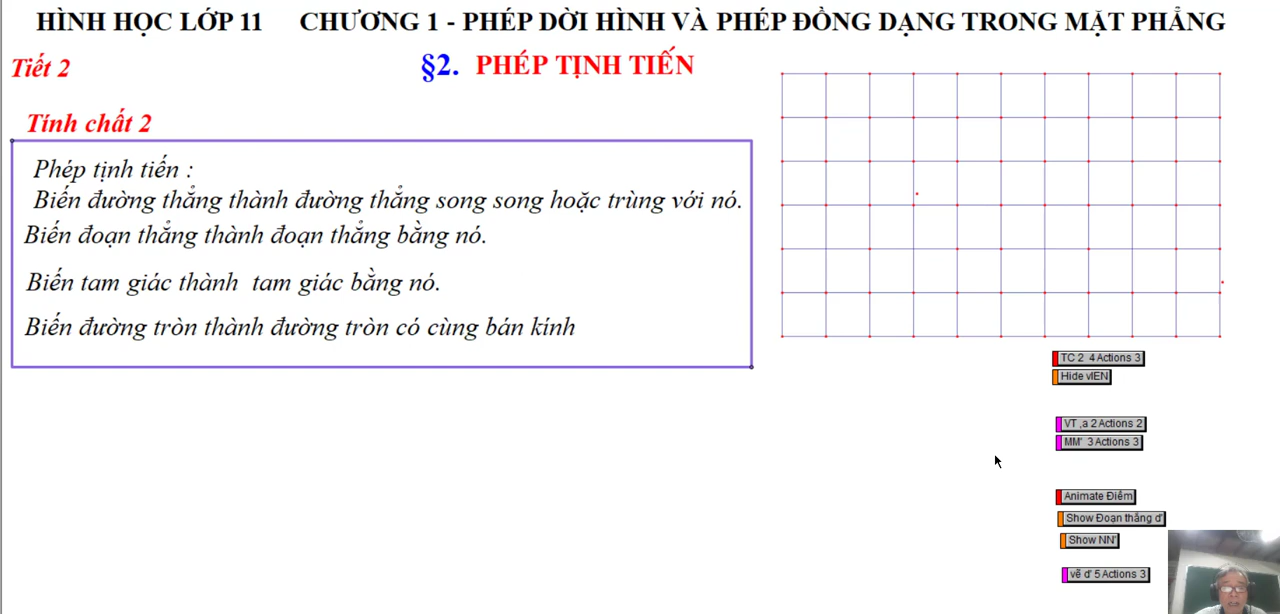 HÌNH HỌC LỚP 11 CHƯƠNG 1 - PHÉP DỜI HÌNH VÀ PHÉP ĐỒNG DẠNG TRONG MẶT PHẲNG
Tiết 2
§2. PHÉP TỊNH TIẾN
Tính chất 2
Phép tịnh tiến :
Biến đường thẳng thành đường thẳng song song hoặc trùng với nó.
Biến đoạn thẳng thành đoạn thẳng bằng nó.
Biến tam giác thành tam giác bằng nó.
Biến đường tròn thành đường tròn có cùng bán kính
TC 2 4 Actions 3
Hide vIEN
VT ,a 2 Actions 2
MM' 3 Actions 3
Animate Điểm
Show Đoạn thẳng d'
Show NN'
vẽ d' 5 Actions 3